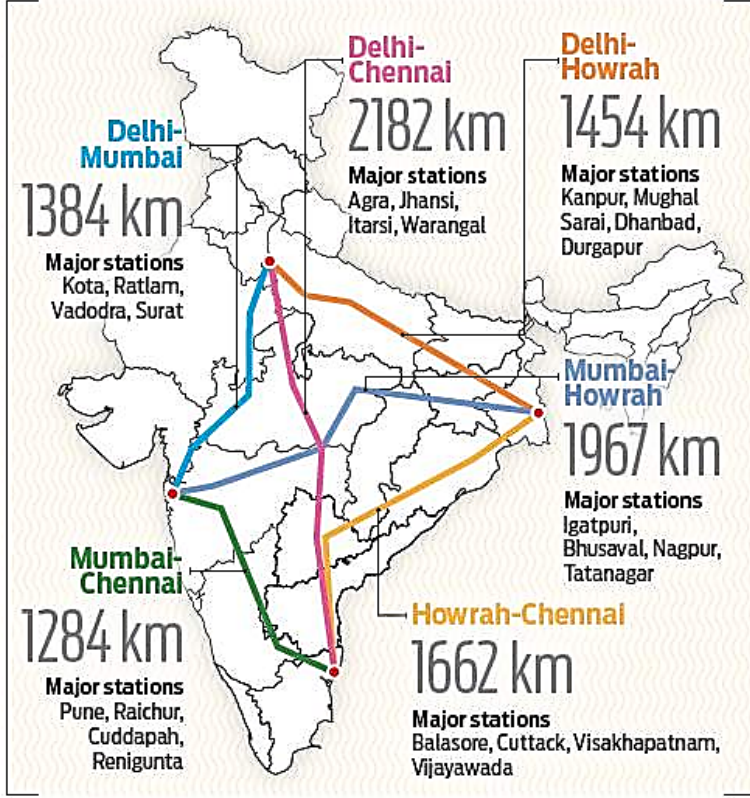 Delhi-
Chennai
2182 km
Major stations
Agra, Jhansi,
Itarsi, Warangal
Delhi-
Howrah
1454 km
Major stations
Kanpur, Mughal
Sarai, Dhanbad,
Durgapur
Delhi-
Mumbai
1384 km
Major stations
Kota, Ratlam,
Vadodra, Surat
Mumbai-
Howrah
1967 km
Major stations
Igatpuri,
Bhusaval, Nagpur,
Tatanagar
Mumbai-
Chennai
1284 km
Major stations
Pune, Raichur,
Cuddapah,
Renigunta
Howrah-Chennai
1662 km
Major stations
Balasore, Cuttack, Visakhapatnam,
Vijayawada